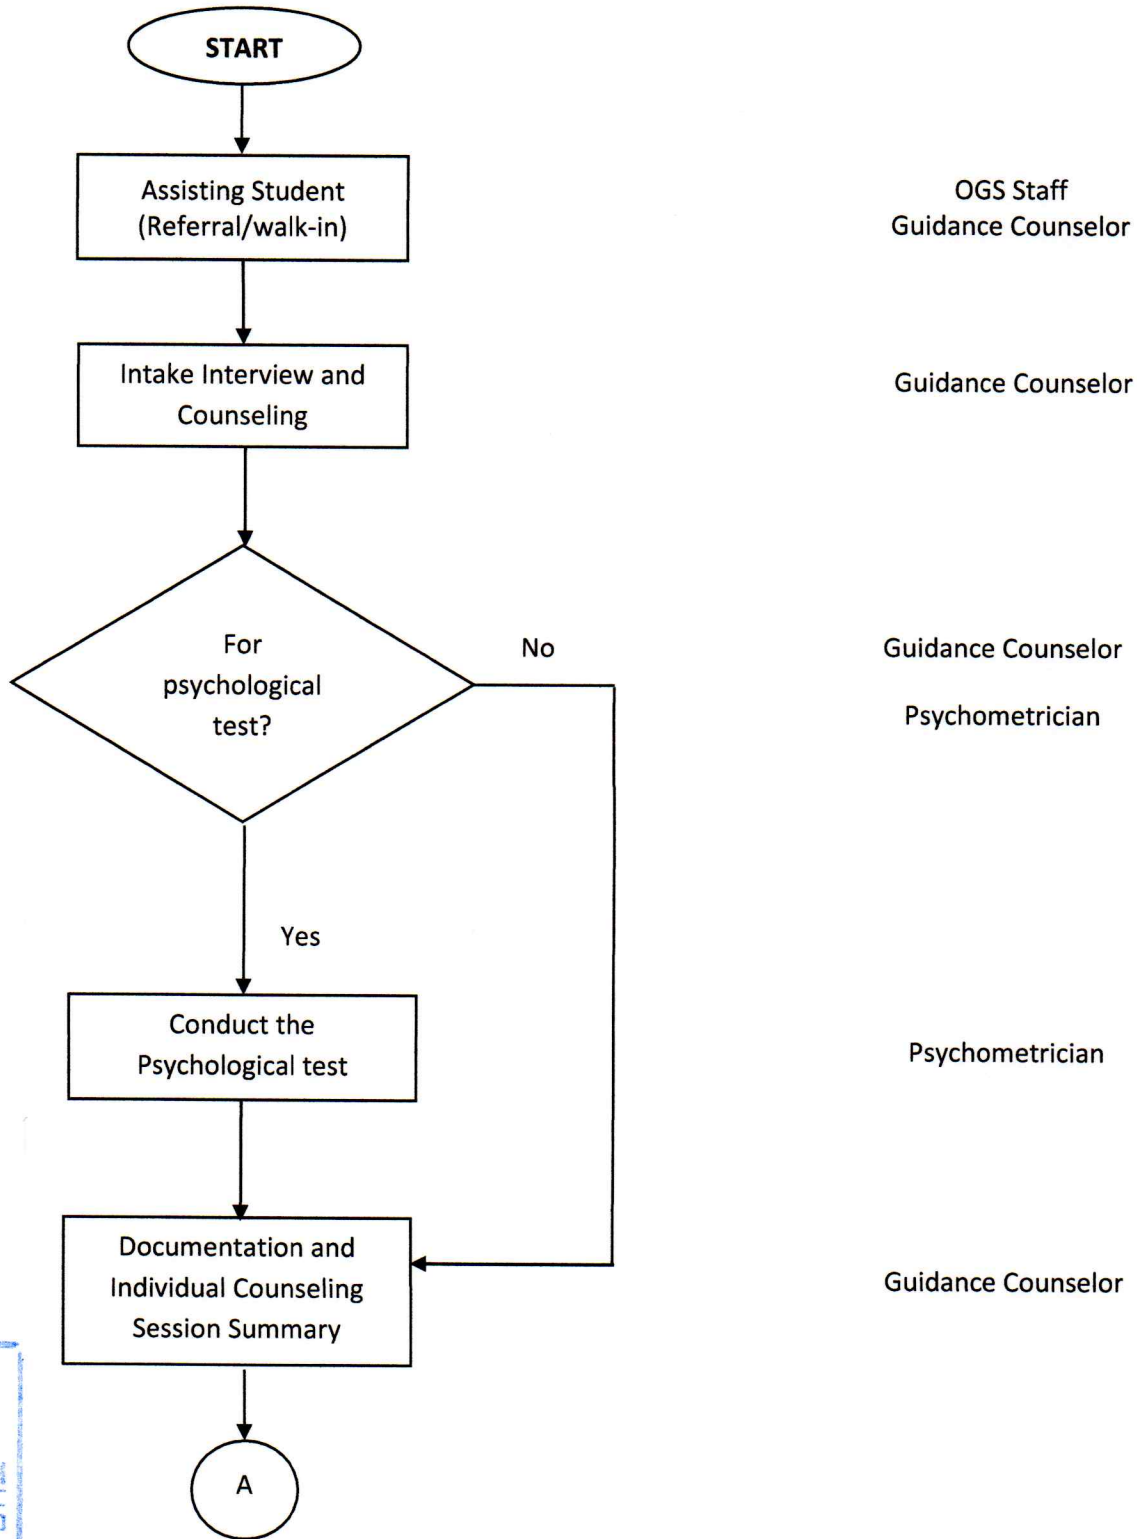 START
Assisting Student
(Referral/walk-in)
OGS Staff
Guidance Counselor
Intake Interview and
Counseling
Guidance Counselor
For
psychological
test?
No
Guidance Counselor
Psychometrician
Yes
Conduct the
Psychological test
Psychometrician
Documentation and
Individual Counseling
Session Summary
Guidance Counselor
A